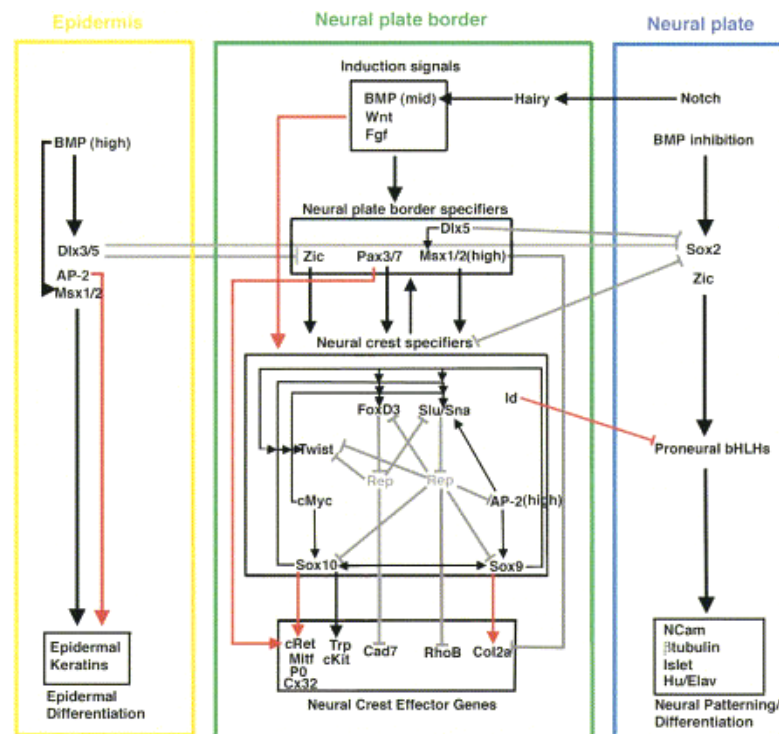 Epidermis
Neural plate border
Neural plate
Induction signals
BMP (mid)
Wnt
Fgf
Hairy
Notch
BMP (high)
BMP inhibition
Neural plate border specifiers
Dlx5
Zic
Pax3/7
Msx1/2(high)
Dlx3/5
AP-2
Msx1/2
Sox2
Zic
Neural crest specifiers
FoxD3
Slu/Sna
Id
Twist
Rep
Rep
cMyc
AP-2(high)
Sox10
Sox9
Proneural bHLHs
cRet
Mitf
P0
Cx32
Trp
cKit
Cad7
RhoB
Col2a
Neural Crest Effector Genes
Epidermal
Keratins
Epidermal
Differentiation
NCam
βtubulin
Islet
Hu/Elav
Neural Patterning/
Differentiation